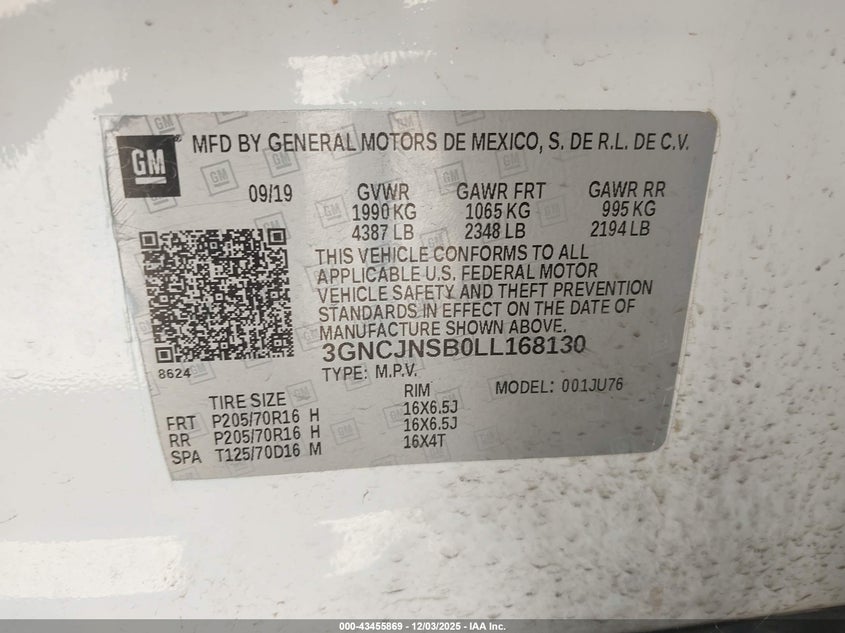 GM
MFD BY GENERAL MOTORS DE MEXICO, S. DE R.L. DE C.V.
09/19 GVWR GAWR FRT GAWR RR
1990 KG 1065 KG 995 KG
4387 LB 2348 LB 2194 LB
THIS VEHICLE CONFORMS TO ALL
APPLICABLE U.S. FEDERAL MOTOR
VEHICLE SAFETY AND THEFT PREVENTION
STANDARDS IN EFFECT ON THE DATE OF
MANUFACTURE SHOWN ABOVE.
3GNCJNSB0LL168130
8624
TYPE: M.P.V.
MODEL: 001JU76
TIRE SIZE RIM
FRT P205/70R16 H 16X6.5J
RR P205/70R16 H 16X6.5J
SPA T125/70D16 M 16X4T
000-43455869 - 12/03/2025 - IAA Inc.